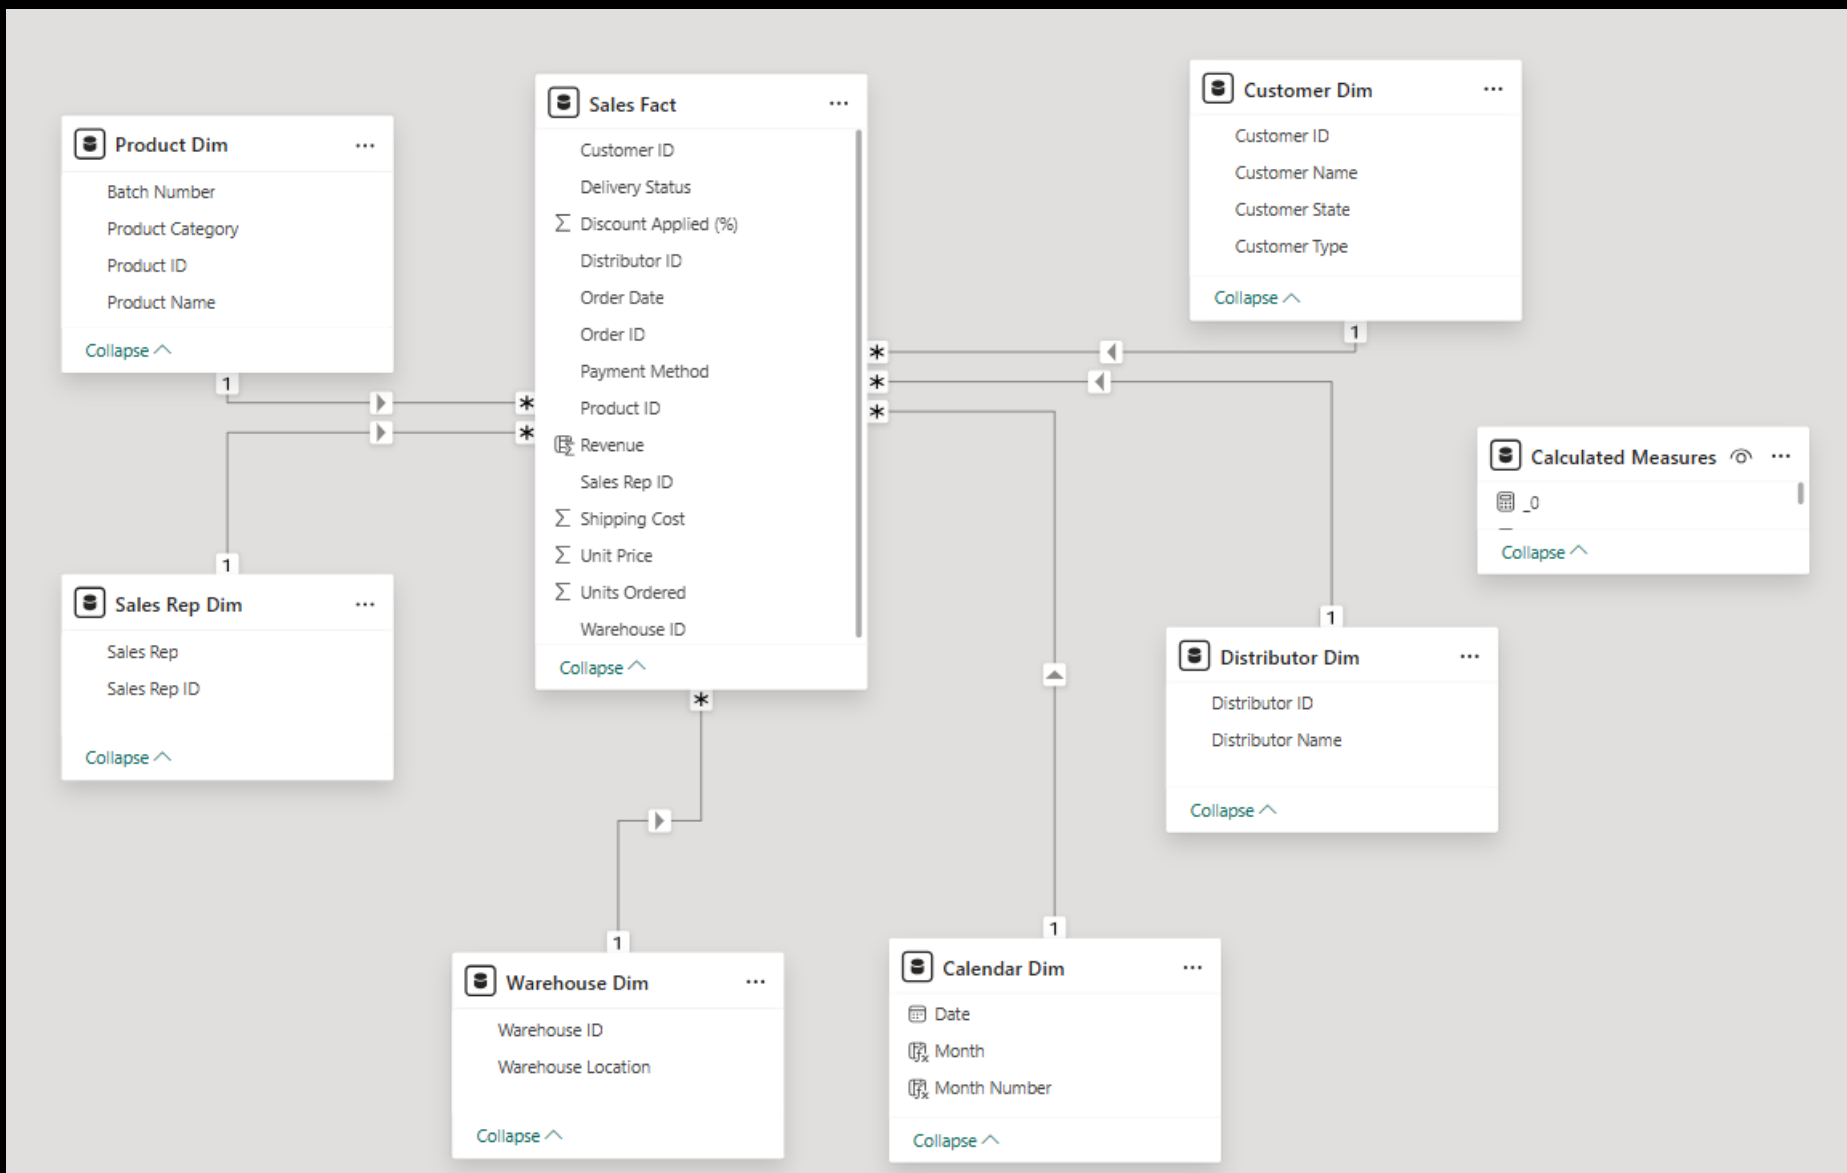 Product Dim
Batch Number
Product Category
Product ID
Product Name
Collapse
1
*
Sales Fact
Customer ID
Delivery Status
Discount Applied (%)
Distributor ID
Order Date
Order ID
Payment Method
Product ID
Revenue
Sales Rep ID
Shipping Cost
Unit Price
Units Ordered
Warehouse ID
Collapse
*
Customer Dim
Customer ID
Customer Name
Customer State
Customer Type
Collapse
1
*
*
*
Calculated Measures
_0
Collapse
*
1
Sales Rep Dim
Sales Rep
Sales Rep ID
Collapse
1
Distributor Dim
Distributor ID
Distributor Name
Collapse
1
Warehouse Dim
Warehouse ID
Warehouse Location
Collapse
1
Calendar Dim
Date
Month
Month Number
Collapse